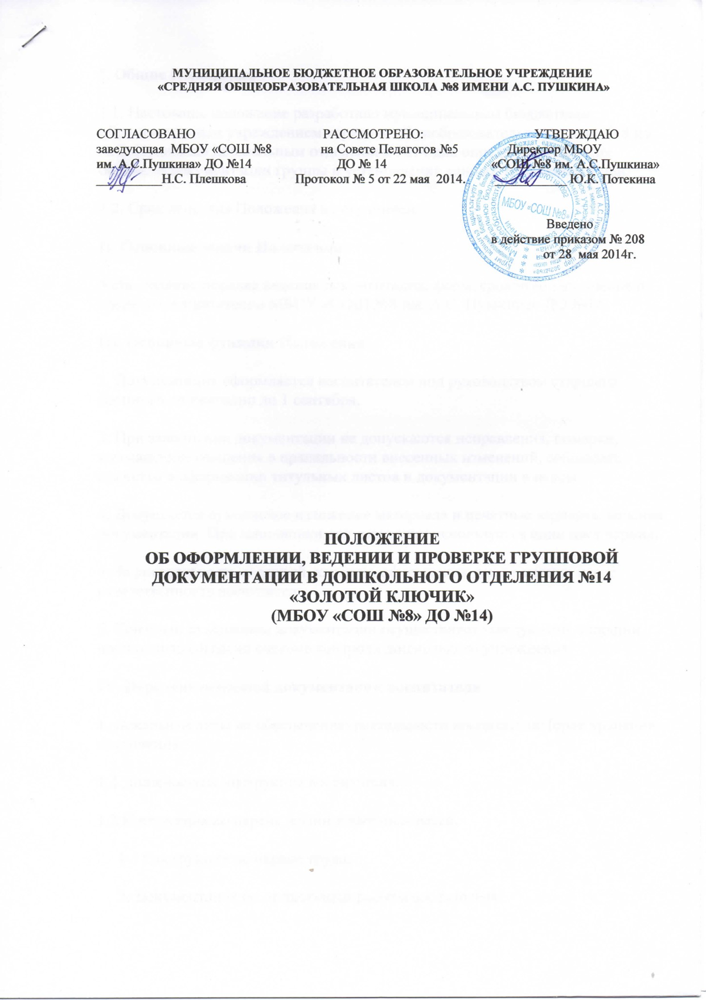 МУНИЦИПАЛЬНОЕ БЮДЖЕТНОЕ ОБРАЗОВАТЕЛЬНОЕ УЧРЕЖДЕНИЕ
«СРЕДНЯЯ ОБЩЕОБРАЗОВАТЕЛЬНАЯ ШКОЛА №8 ИМЕНИ А.С. ПУШКИНА»
СОГЛАСОВАНО
заведующая МБОУ «СОШ №8
им. А.С.Пушкина» ДО №14
____________Н.С. Плешкова
РАССМОТРЕНО:
на Совете Педагогов №5
ДО № 14
Протокол № 5 от 22 мая 2014.
УТВЕРЖДАЮ
Директор МБОУ
«СОШ №8 им. А.С.Пушкина»
____________Ю.К. Потекина
МБОУ «СОШ №8»
Введено
в действие приказом № 208
от 28 мая 2014г.
ПОЛОЖЕНИЕ
ОБ ОФОРМЛЕНИИ, ВЕДЕНИИ И ПРОВЕРКЕ ГРУППОВОЙ
ДОКУМЕНТАЦИИ В ДОШКОЛЬНОГО ОТДЕЛЕНИЯ №14
«ЗОЛОТОЙ КЛЮЧИК»
(МБОУ «СОШ №8» ДО №14)